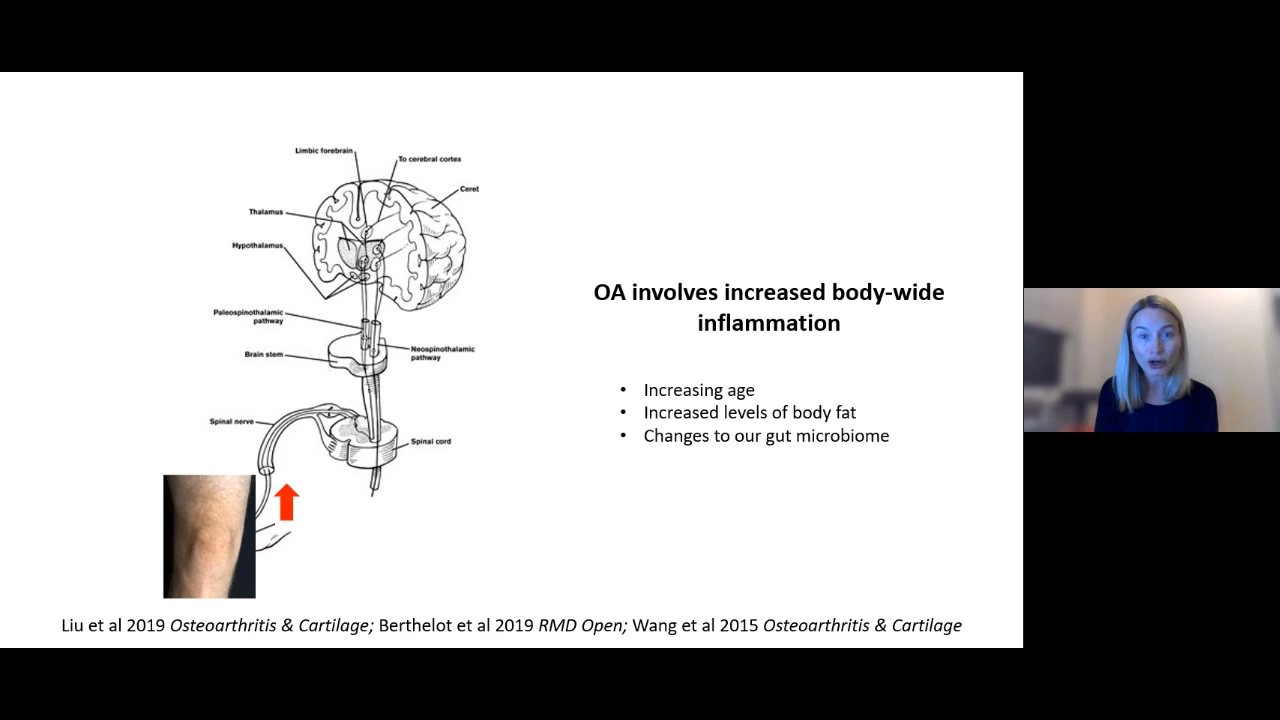 Limbic forebrain
To cerebral cortex
Ceret
Thalamus
Hypothalamus
Paleospinothalamic
pathway
Neospinothalamic
pathway
Brain stem
Spinal nerve
Spinal cord
OA involves increased body-wide
inflammation
• Increasing age
• Increased levels of body fat
• Changes to our gut microbiome
Liu et al 2019 Osteoarthritis & Cartilage; Berthelot et al 2019 RMD Open; Wang et al 2015 Osteoarthritis & Cartilage